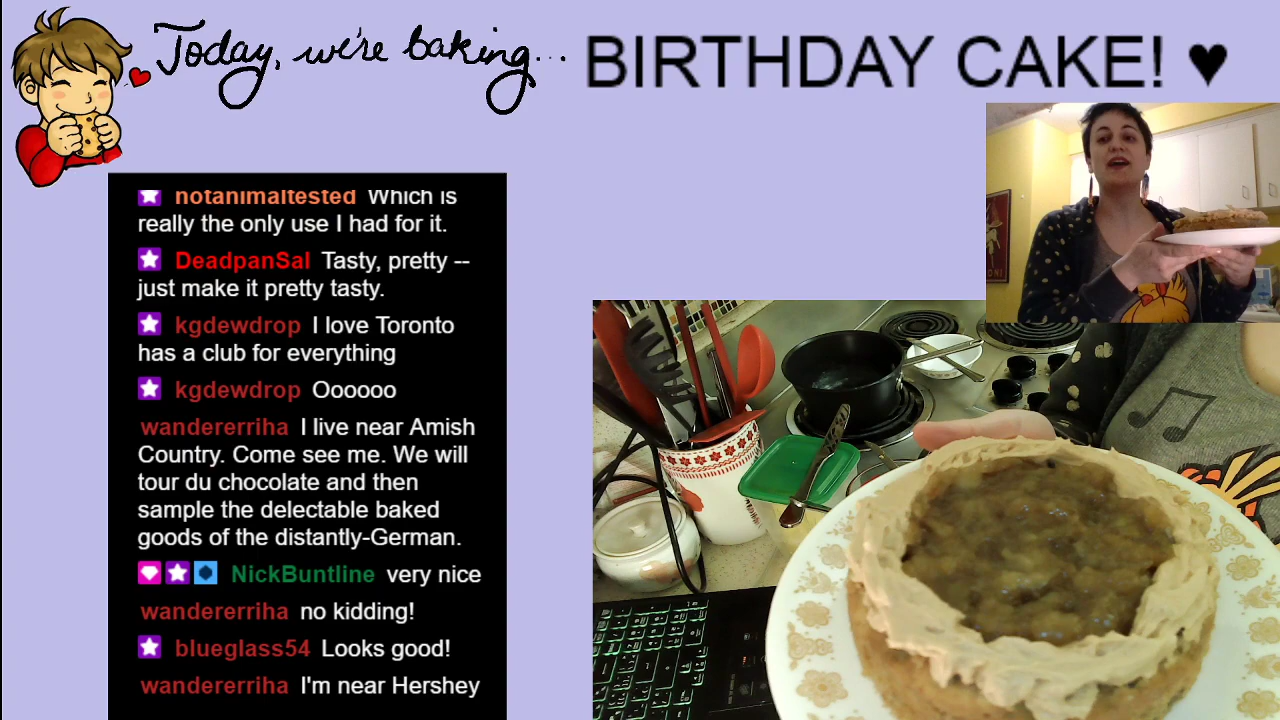 Today, we're baking... BIRTHDAY CAKE! ♥
notanimaltested Which is
really the only use I had for it.
DeadpanSal Tasty, pretty --
just make it pretty tasty.
kgdewdrop I love Toronto
has a club for everything
kgdewdrop Oooooo
wandererriha I live near Amish
Country. Come see me. We will
tour du chocolate and then
sample the delectable baked
goods of the distantly-German.
NickBuntline very nice
wandererriha no kidding!
blueglass54 Looks good!
wandererriha I'm near Hershey